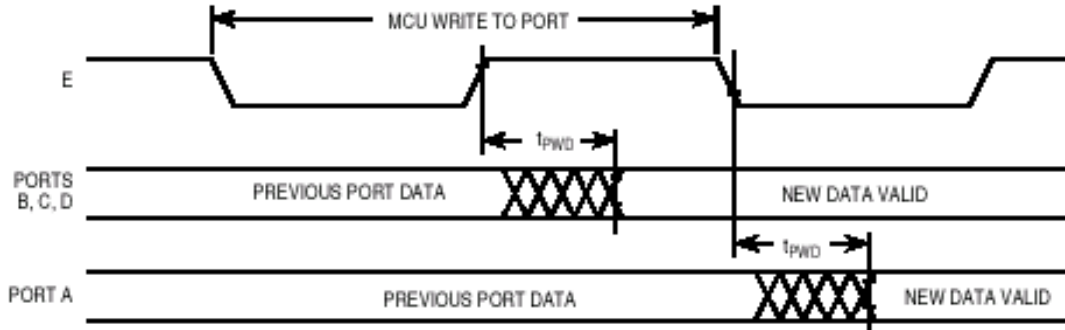 MCU WRITE TO PORT
E
tPWD
PORTS
B, C, D
PREVIOUS PORT DATA
NEW DATA VALID
tPWD
PORT A
PREVIOUS PORT DATA
NEW DATA VALID